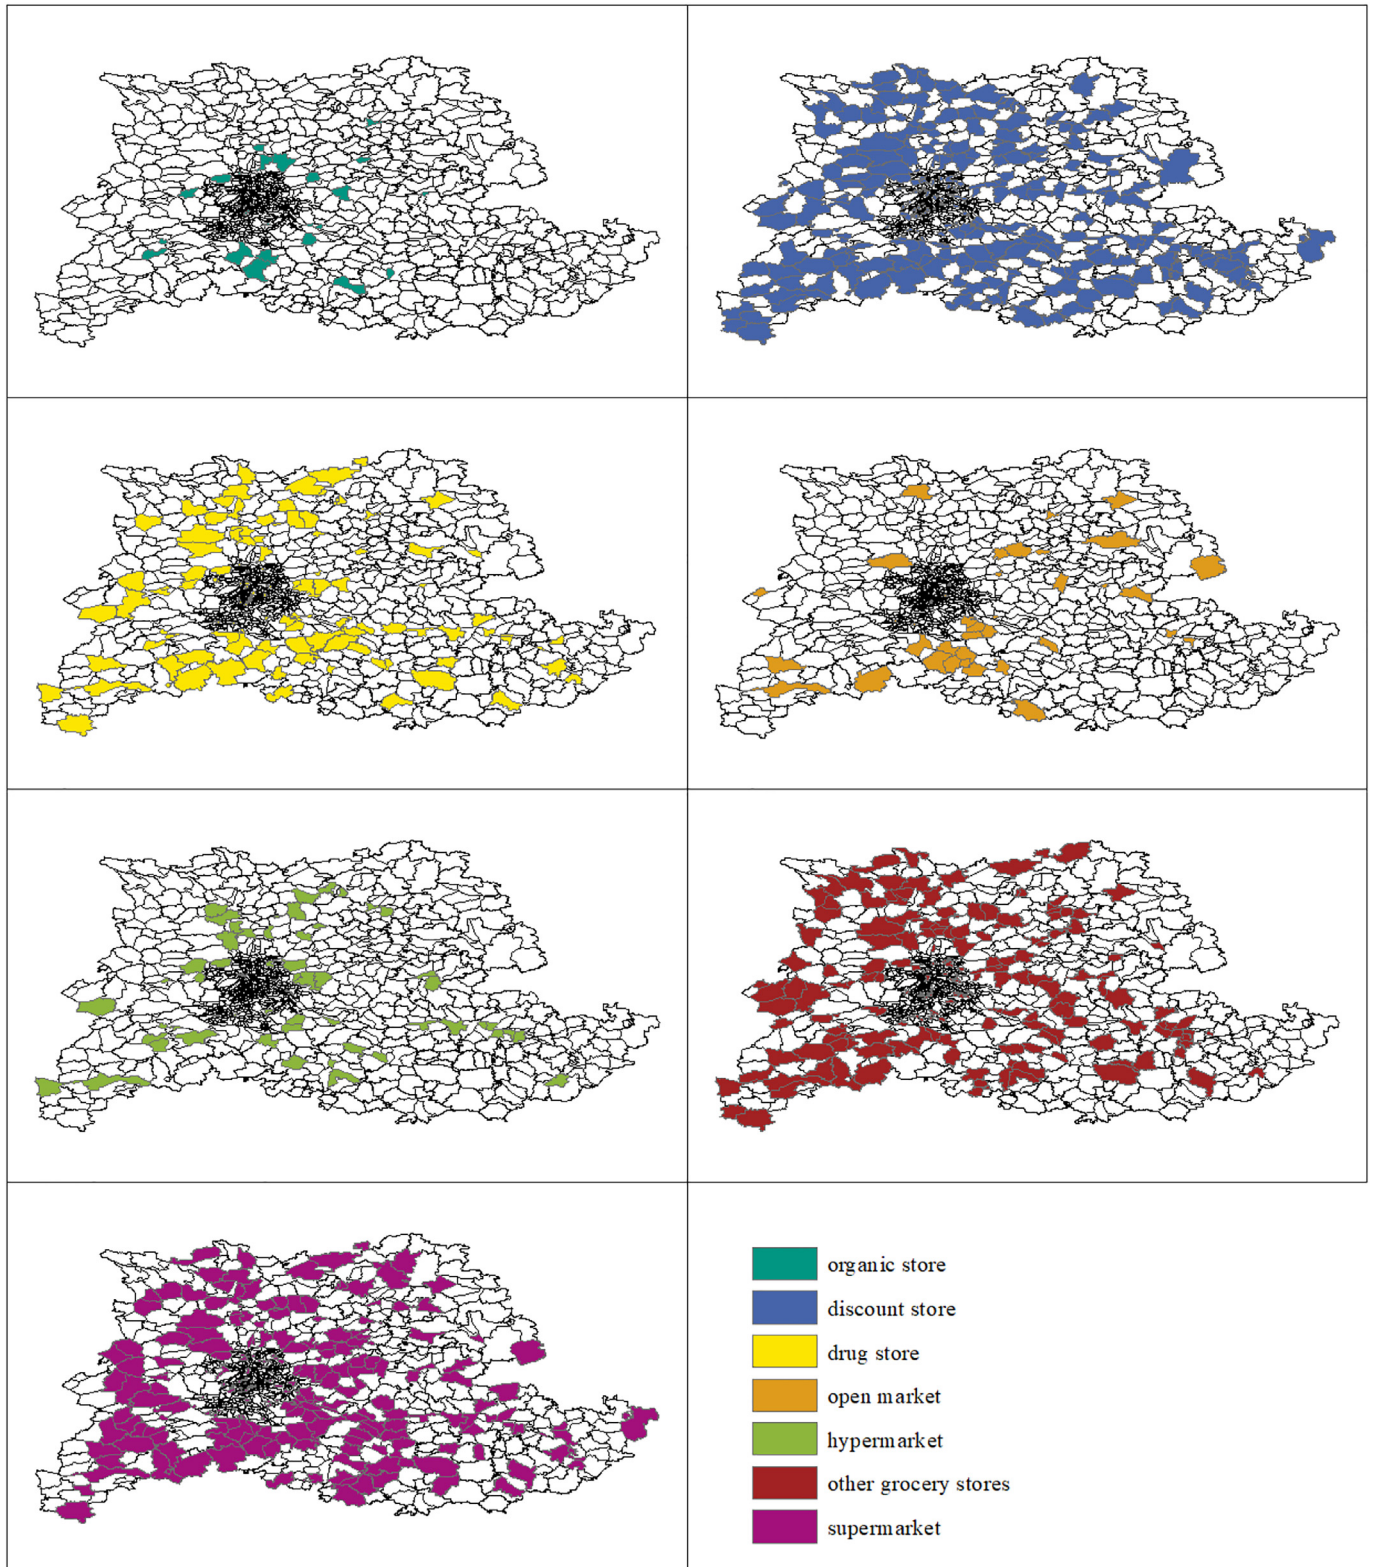 organic store
discount store
drug store
open market
hypermarket
other grocery stores
supermarket